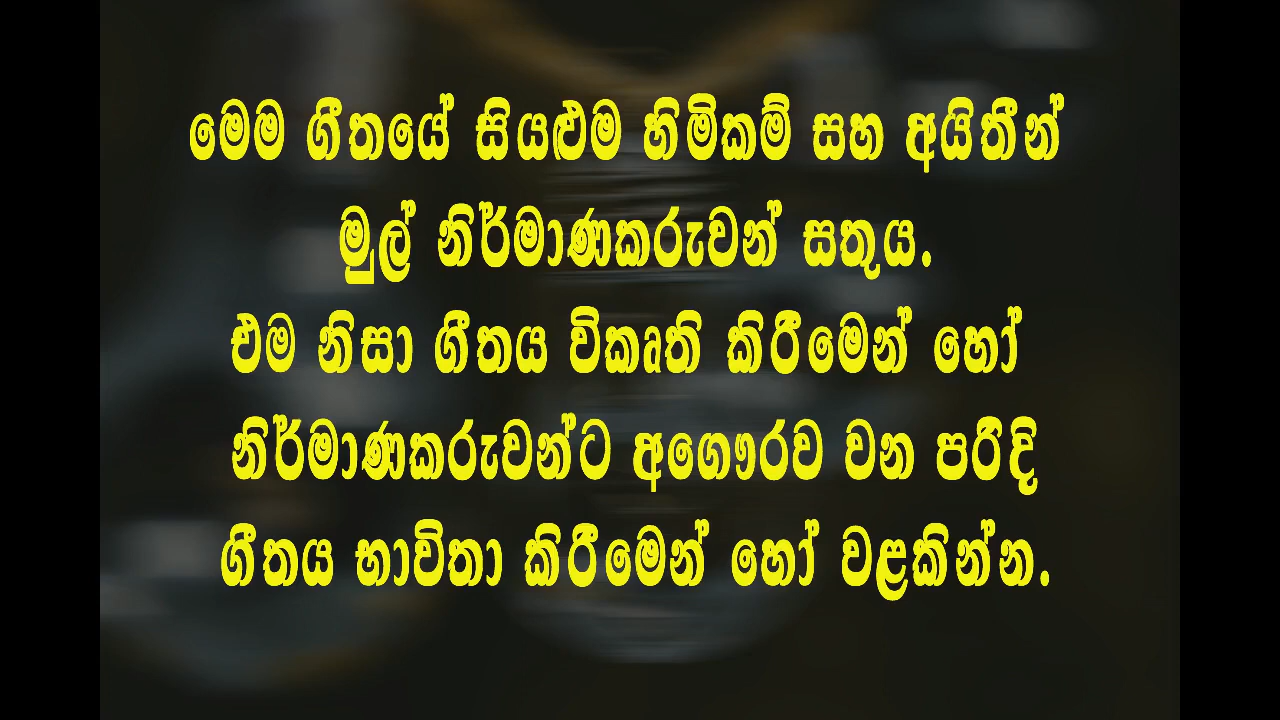 මෙම ගීතයේ සියළුම හිමිකම් සහ අයිතීන්
මුල් නිර්මාණකරුවන් සතුය.
එම නිසා ගීතය විකෘති කිරීමෙන් හෝ
නිර්මාණකරුවන්ට අගෞරව වන පරිදි
ගීතය භාවිතා කිරීමෙන් හෝ වළකින්න.